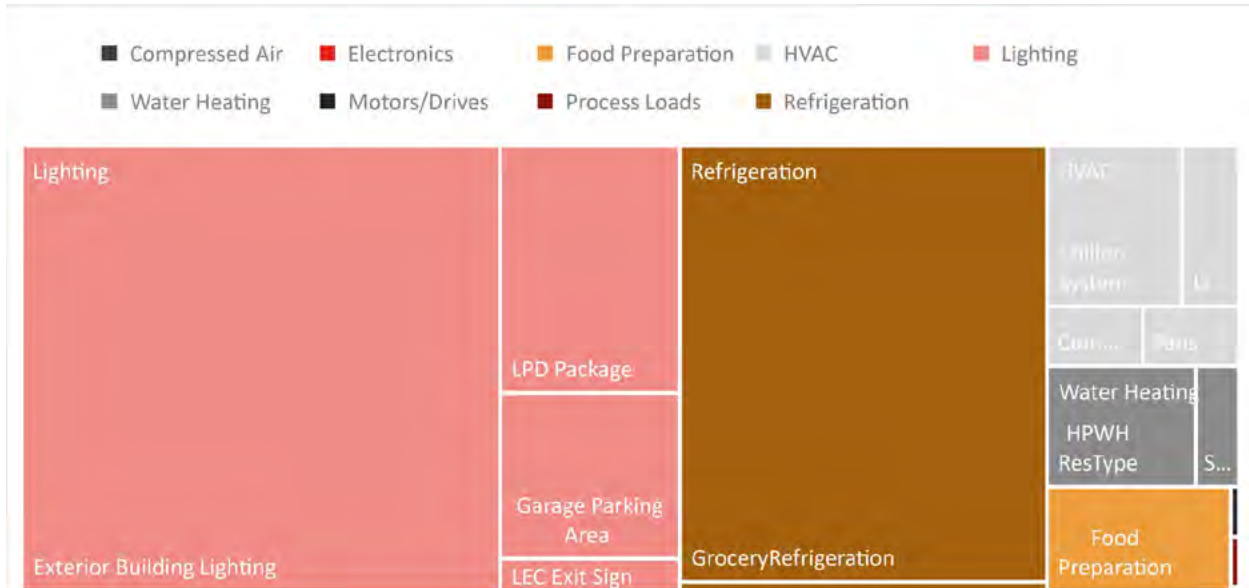 Compressed Air
Electronics
Food Preparation
HVAC
Lighting
Water Heating
Motors/Drives
Process Loads
Refrigeration
Lighting
Exterior Building Lighting
LPD Package
Garage Parking
Area
LEC Exit Sign
Refrigeration
GroceryRefrigeration
HVAC
Chiller
system
Com...
Fans
Water Heating
HPWH
ResType
S...
Food
Preparation